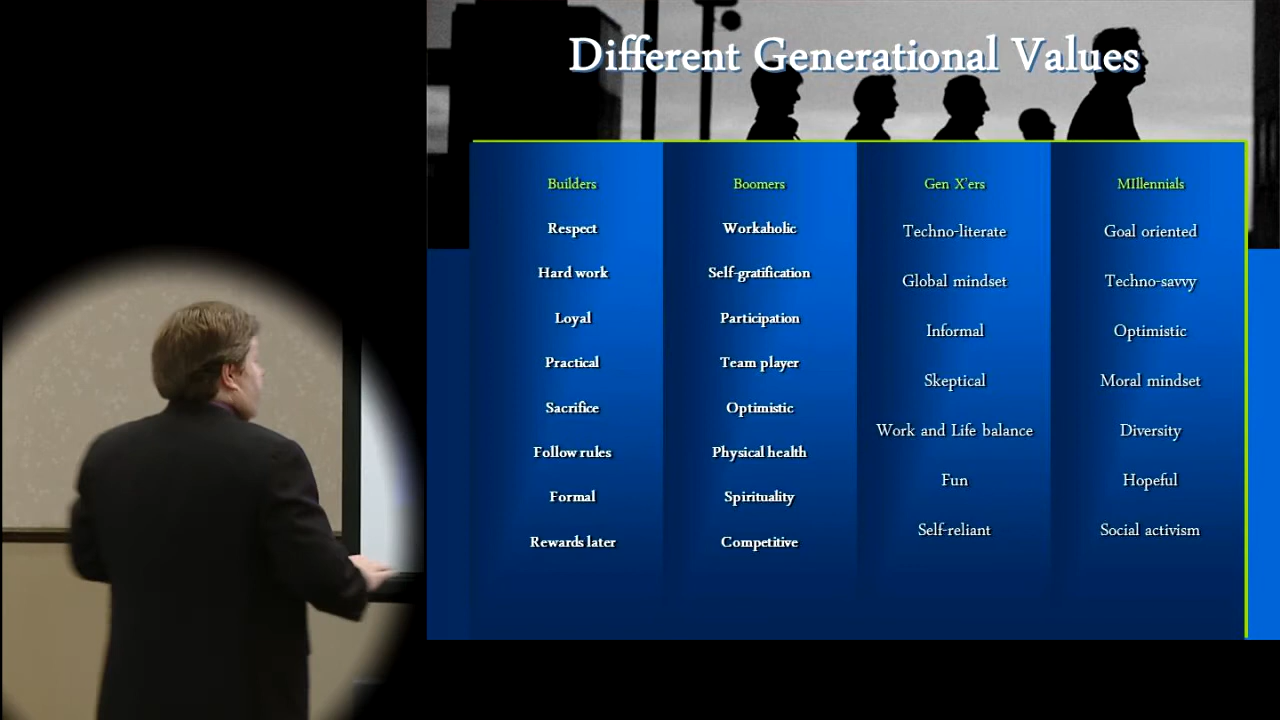 Different Generational Values
Builders
Respect
Hard work
Loyal
Practical
Sacrifice
Follow rules
Formal
Rewards later
Boomers
Workaholic
Self-gratification
Participation
Team player
Optimistic
Physical health
Spirituality
Competitive
Gen X'ers
Techno-literate
Global mindset
Informal
Skeptical
Work and Life balance
Fun
Self-reliant
MIllennials
Goal oriented
Techno-savvy
Optimistic
Moral mindset
Diversity
Hopeful
Social activism